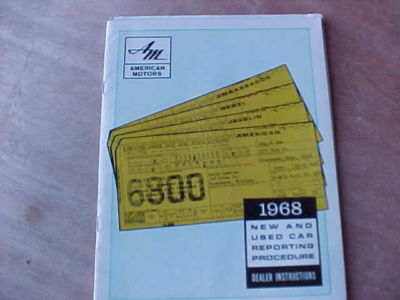 AM
AMERICAN
MOTORS
AMBASSADOR
REBEL
JAVELIN
AMERICAN
6800
1968
NEW AND
USED CAR
REPORTING
PROCEDURE
DEALER INSTRUCTIONS